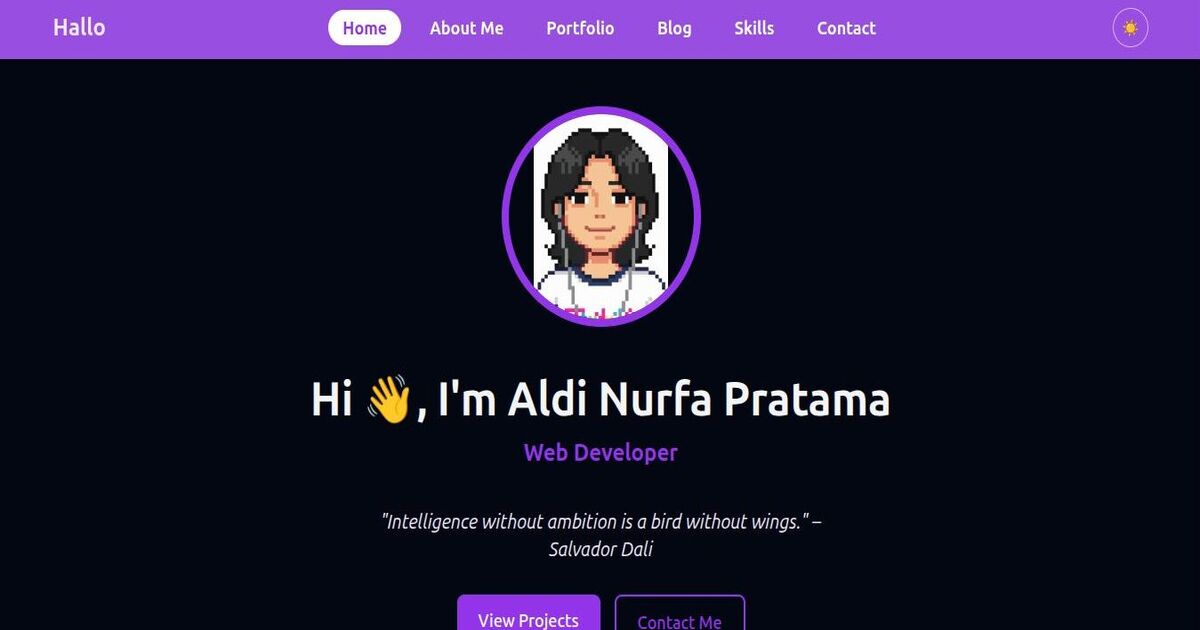 Hallo
Home About Me Portfolio Blog Skills Contact
Hi 👋, I'm Aldi Nurfa Pratama
Web Developer
"Intelligence without ambition is a bird without wings." –
Salvador Dali
View Projects Contact Me